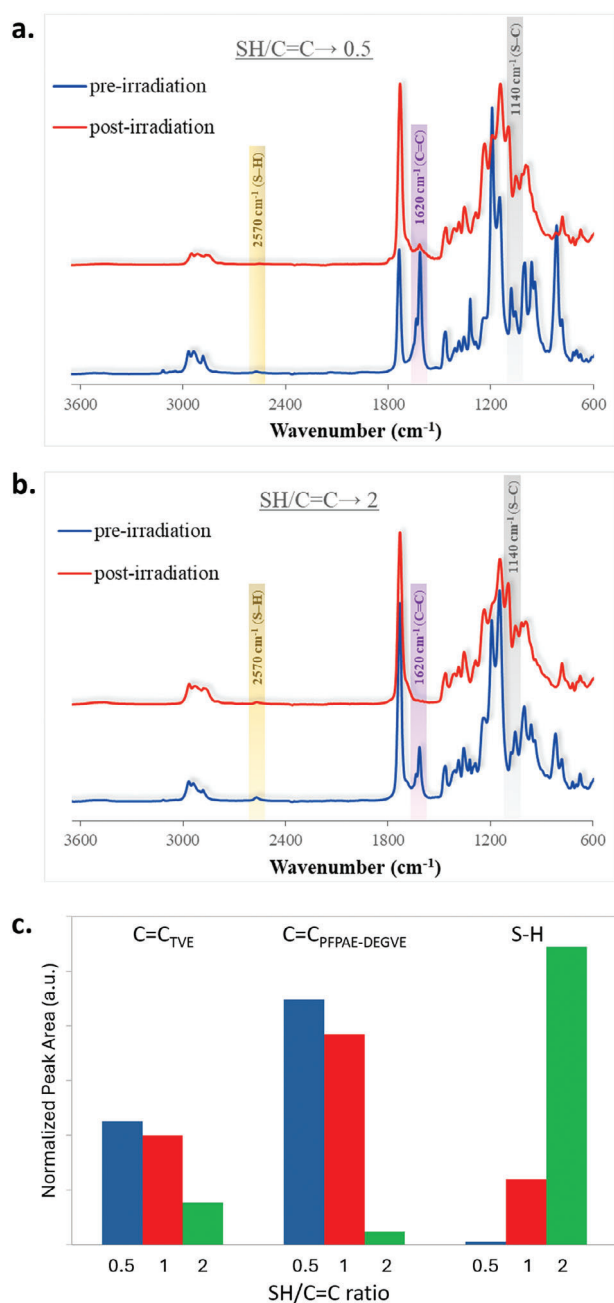 a.
SH/C=C→ 0.5
pre-irradiation
post-irradiation
2570 cm⁻¹ (S–H)
1620 cm⁻¹ (C=C)
1140 cm⁻¹ (S–C)
3600 3000 2400 1800 1200 600
Wavenumber (cm⁻¹)
b.
SH/C=C→ 2
pre-irradiation
post-irradiation
2570 cm⁻¹ (S–H)
1620 cm⁻¹ (C=C)
1140 cm⁻¹ (S–C)
3600 3000 2400 1800 1200 600
Wavenumber (cm⁻¹)
c.
C=C_TVE C=C_PFPAE-DEGVE S-H
Normalized Peak Area (a.u.)
0.5 1 2 0.5 1 2 0.5 1 2
SH/C=C ratio